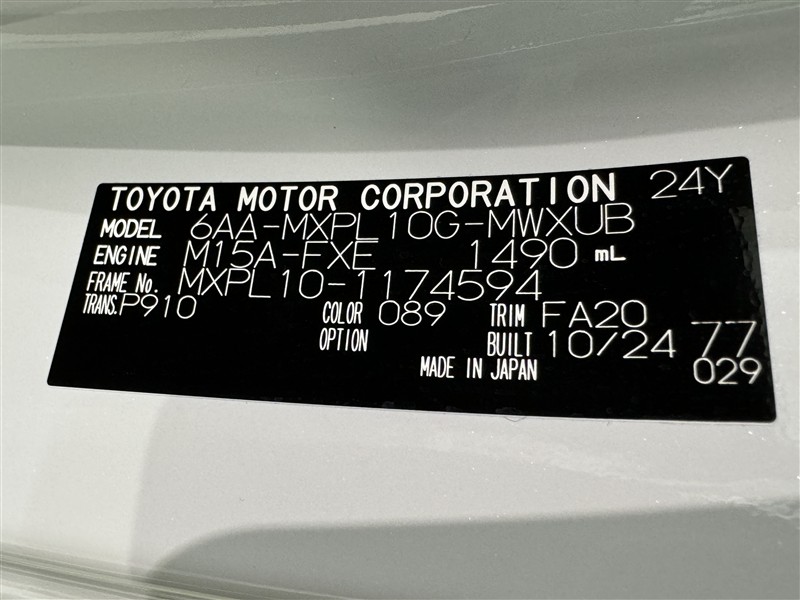 TOYOTA MOTOR CORPORATION 24Y
MODEL 6AA-MXPL10G-MWXUB
ENGINE M15A-FXE 1490 mL
FRAME No. MXPL10-1174594
TRANS. P910 COLOR 089 TRIM FA20
OPTION BUILT 10/24 77
MADE IN JAPAN 029